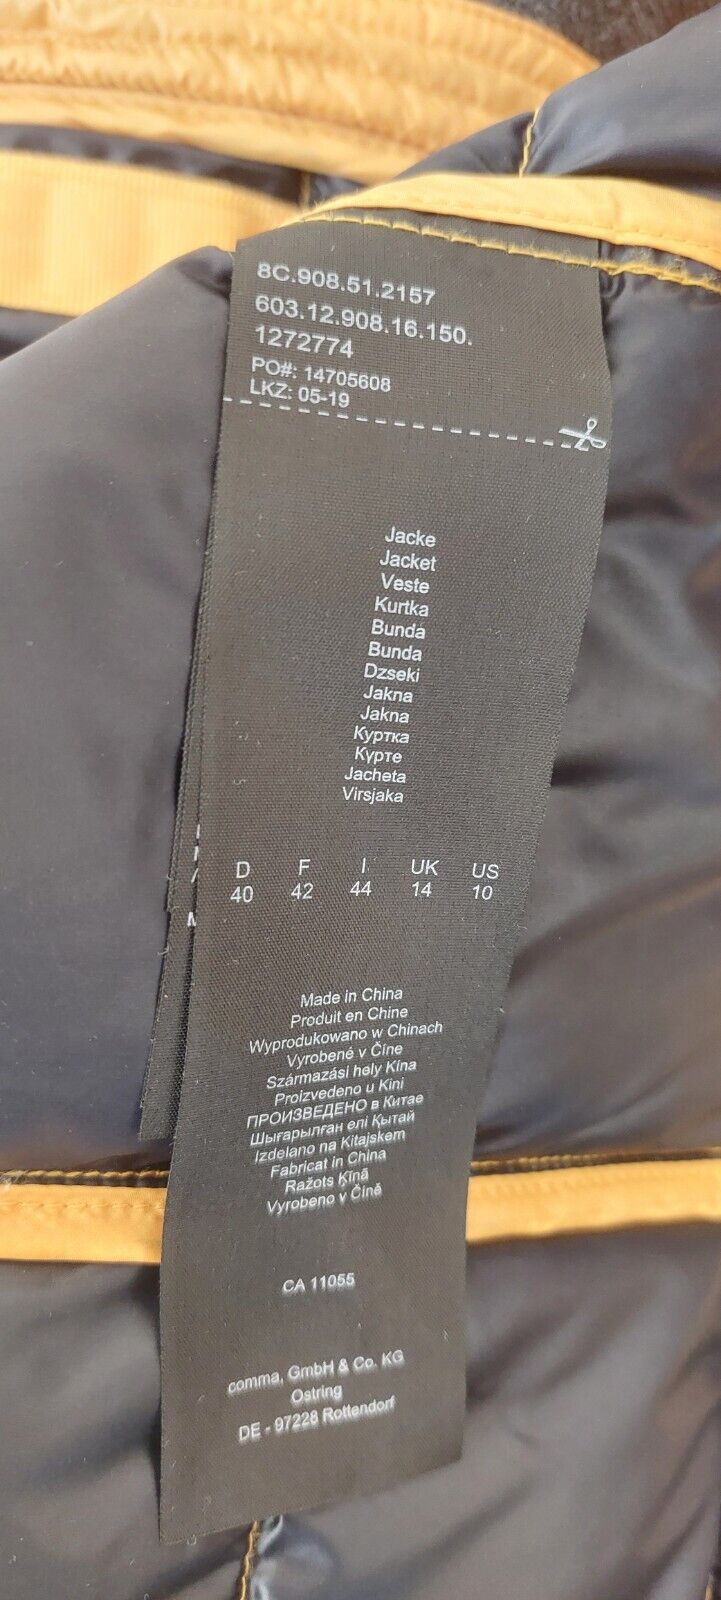 8C.908.51.2157
603.12.908.16.150.
1272774
PO#: 14705608
LKZ: 05-19
Jacke
Jacket
Veste
Kurtka
Bunda
Bunda
Dzseki
Jakna
Jakna
Куртка
Күрте
Jacheta
Virsjaka
D F I UK US
40 42 44 14 10
Made in China
Produit en Chine
Wyprodukowano w Chinach
Vyrobené v Číne
Származási hely Kína
Proizvedeno u Kini
ПРОИЗВЕДЕНО в Китае
Шығарылған елі Қытай
Izdelano na Kitajskem
Fabricat in China
Ražots Ķīnā
Vyrobeno v Číně
CA 11055
comma, GmbH & Co. KG
Ostring
DE - 97228 Rottendorf